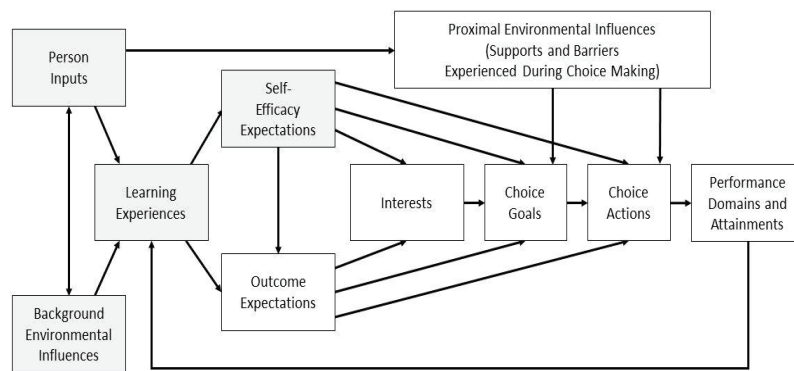 Person
Inputs
Proximal Environmental Influences
(Supports and Barriers
Experienced During Choice Making)
Self-
Efficacy
Expectations
Learning
Experiences
Interests
Choice
Goals
Choice
Actions
Performance
Domains and
Attainments
Outcome
Expectations
Background
Environmental
Influences